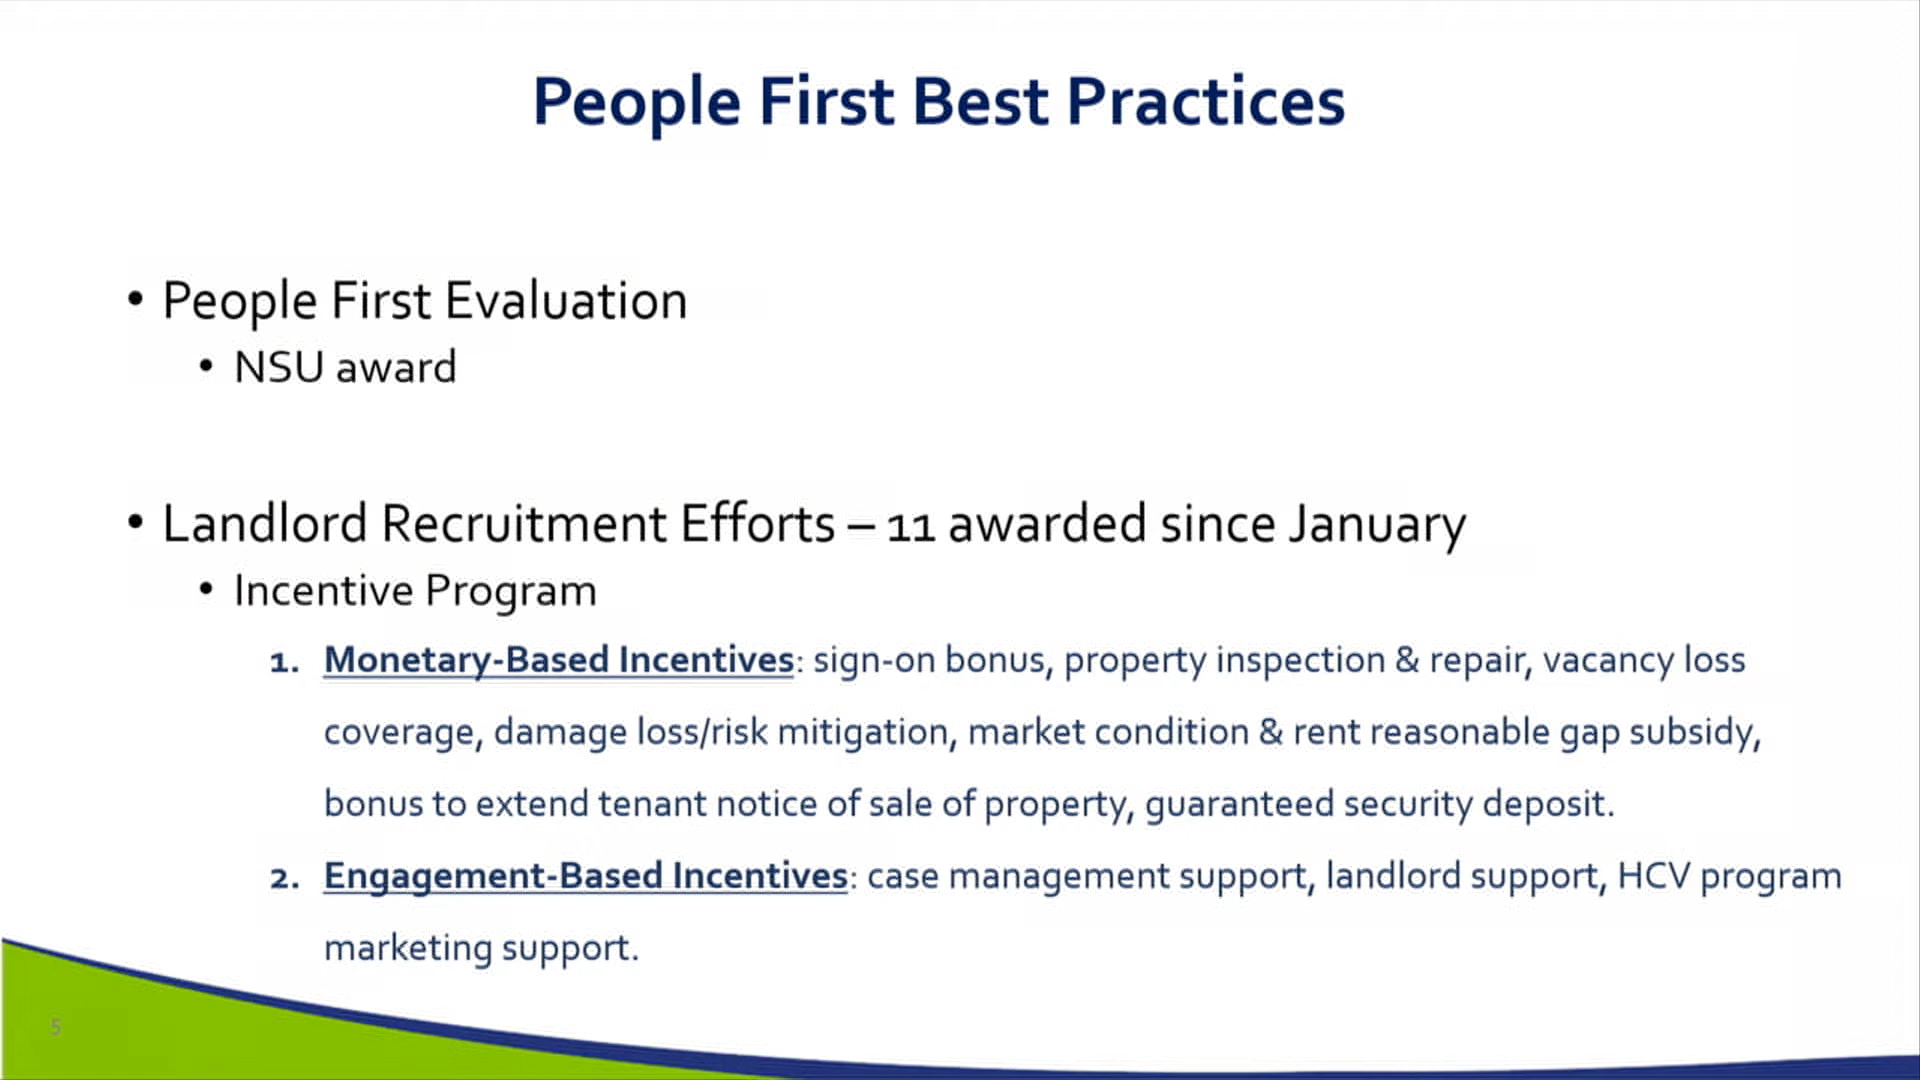 People First Best Practices
• People First Evaluation
• NSU award
• Landlord Recruitment Efforts – 11 awarded since January
• Incentive Program
1. Monetary-Based Incentives: sign-on bonus, property inspection & repair, vacancy loss
coverage, damage loss/risk mitigation, market condition & rent reasonable gap subsidy,
bonus to extend tenant notice of sale of property, guaranteed security deposit.
2. Engagement-Based Incentives: case management support, landlord support, HCV program
marketing support.
5